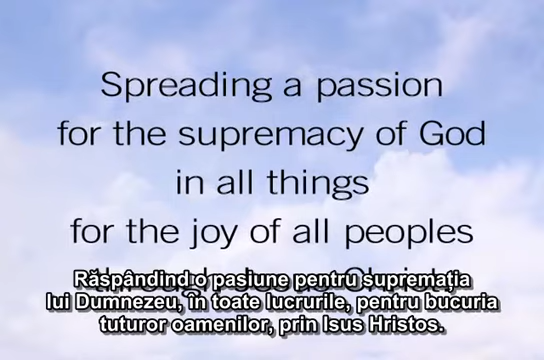 Spreading a passion
for the supremacy of God
in all things
for the joy of all peoples
Răspândind o pasiune pentru supremația
lui Dumnezeu, în toate lucrurile, pentru bucuria
tuturor oamenilor, prin Isus Hristos.